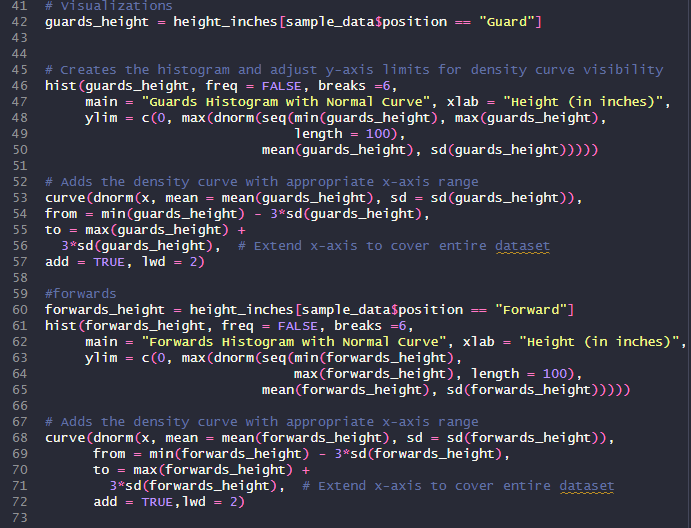 41 # Visualizations
42 guards_height = height_inches[sample_data$position == "Guard"]
43
44
45 # Creates the histogram and adjust y-axis limits for density curve visibility
46 hist(guards_height, freq = FALSE, breaks =6,
47      main = "Guards Histogram with Normal Curve", xlab = "Height (in inches)",
48      ylim = c(0, max(dnorm(seq(min(guards_height), max(guards_height),
49                                length = 100),
50                            mean(guards_height), sd(guards_height)))))
51
52 # Adds the density curve with appropriate x-axis range
53 curve(dnorm(x, mean = mean(guards_height), sd = sd(guards_height)),
54 from = min(guards_height) - 3*sd(guards_height),
55 to = max(guards_height) +
56   3*sd(guards_height),  # Extend x-axis to cover entire dataset
57 add = TRUE, lwd = 2)
58
59 #forwards
60 forwards_height = height_inches[sample_data$position == "Forward"]
61 hist(forwards_height, freq = FALSE, breaks =6,
62      main = "Forwards Histogram with Normal Curve", xlab = "Height (in inches)",
63      ylim = c(0, max(dnorm(seq(min(forwards_height),
64                                max(forwards_height), length = 100),
65                            mean(forwards_height), sd(forwards_height)))))
66
67 # Adds the density curve with appropriate x-axis range
68 curve(dnorm(x, mean = mean(forwards_height), sd = sd(forwards_height)),
69       from = min(forwards_height) - 3*sd(forwards_height),
70       to = max(forwards_height) +
71         3*sd(forwards_height),  # Extend x-axis to cover entire dataset
72       add = TRUE,lwd = 2)
73